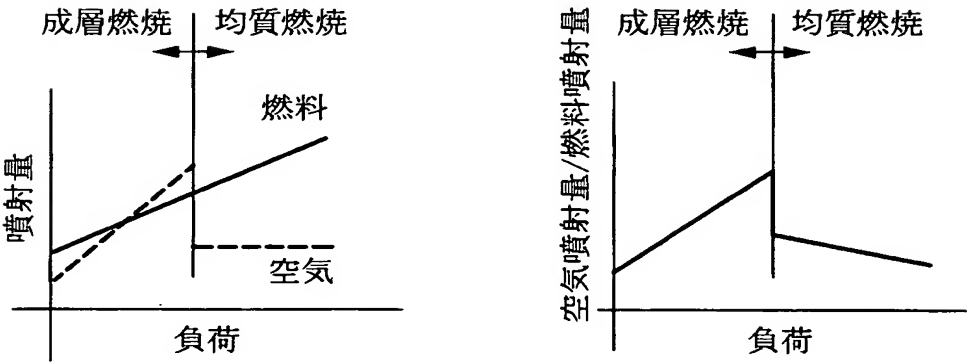 成層燃焼 均質燃焼
燃料
噴射量
空気
負荷
成層燃焼 均質燃焼
空気噴射量/燃料噴射量
負荷